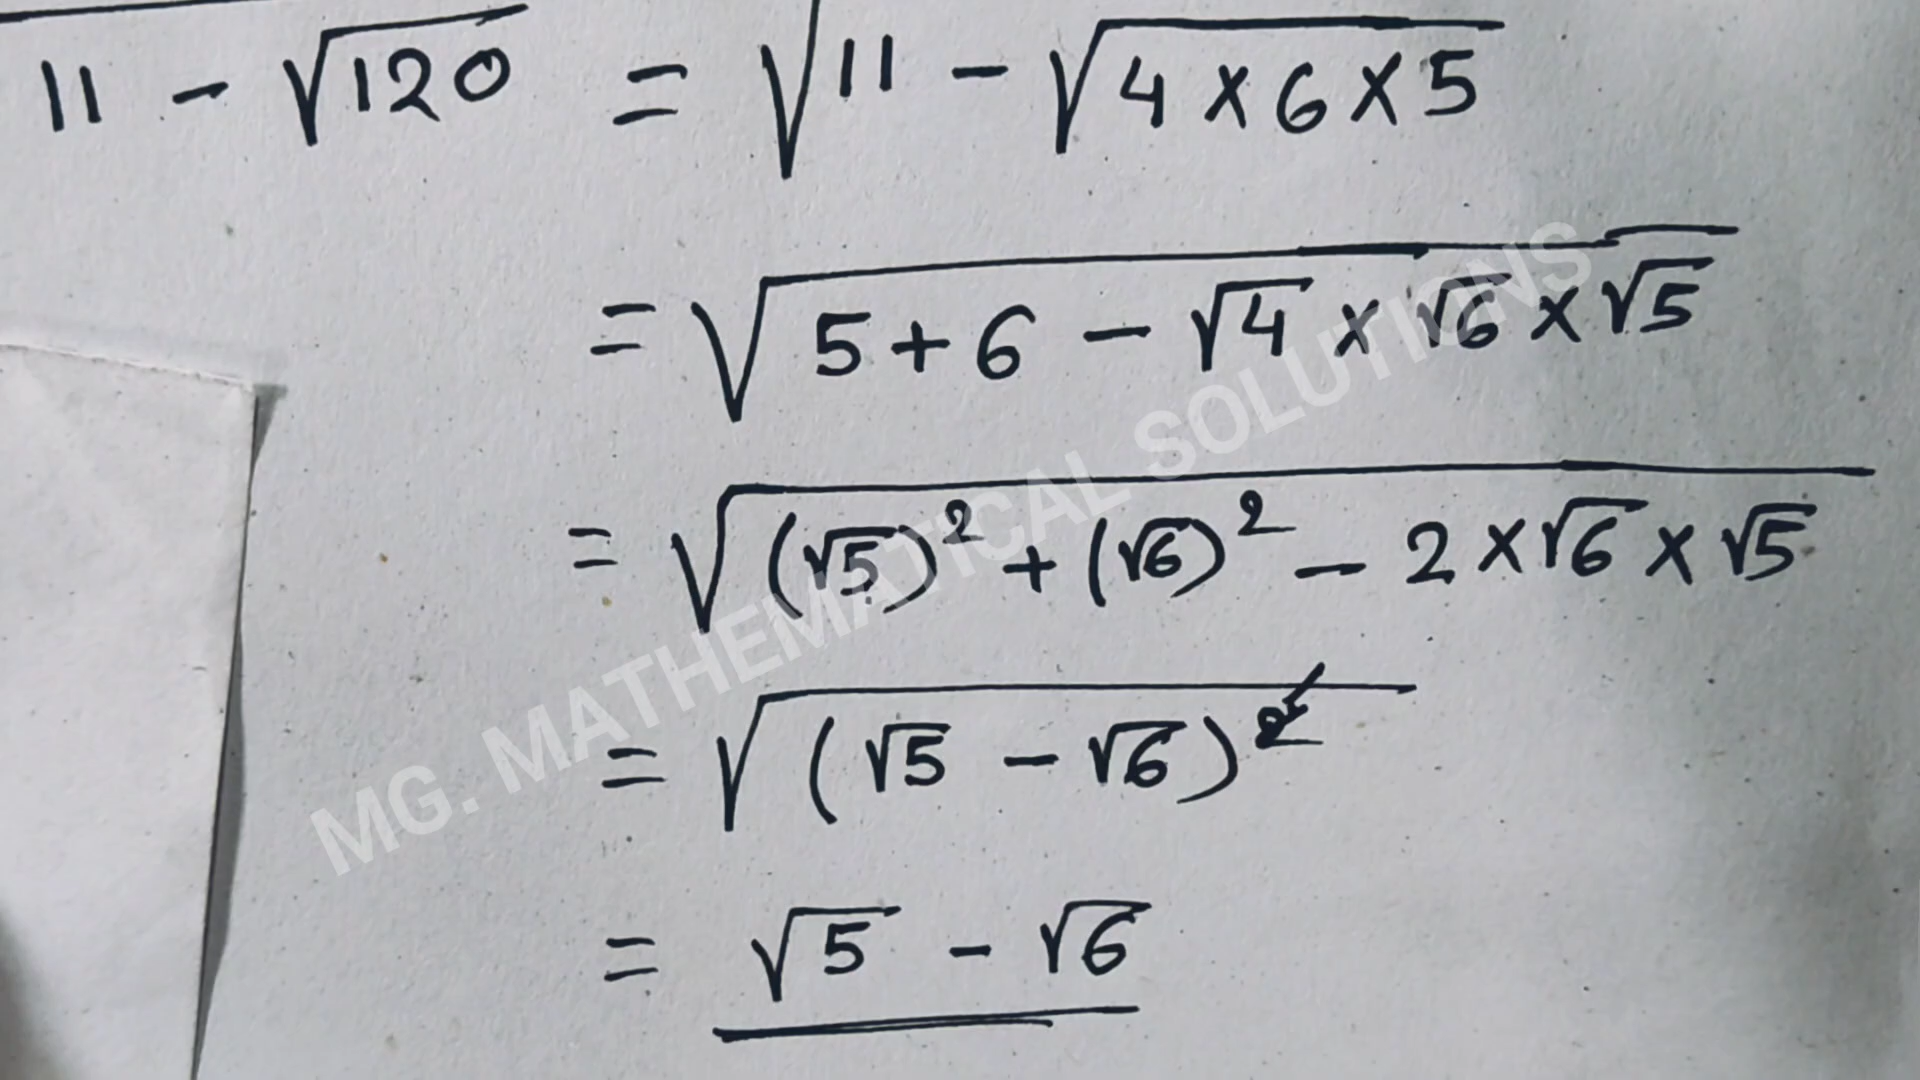 11 - √120 = √11 - √4 × 6 × 5
= √5 + 6 - √4 × √6 × √5
= √(√5)² + (√6)² - 2 × √6 × √5
= √(√5 - √6)²
= √5 - √6
MG. MATHEMATICAL SOLUTIONS